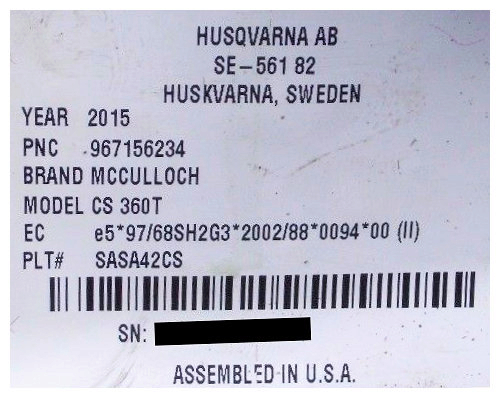 HUSQVARNA AB
SE-561 82
HUSKVARNA, SWEDEN
YEAR 2015
PNC 967156234
BRAND MCCULLOCH
MODEL CS 360T
EC e5*97/68SH2G3*2002/88*0094*00 (II)
PLT# SASA42CS
SN:
ASSEMBLED IN U.S.A.